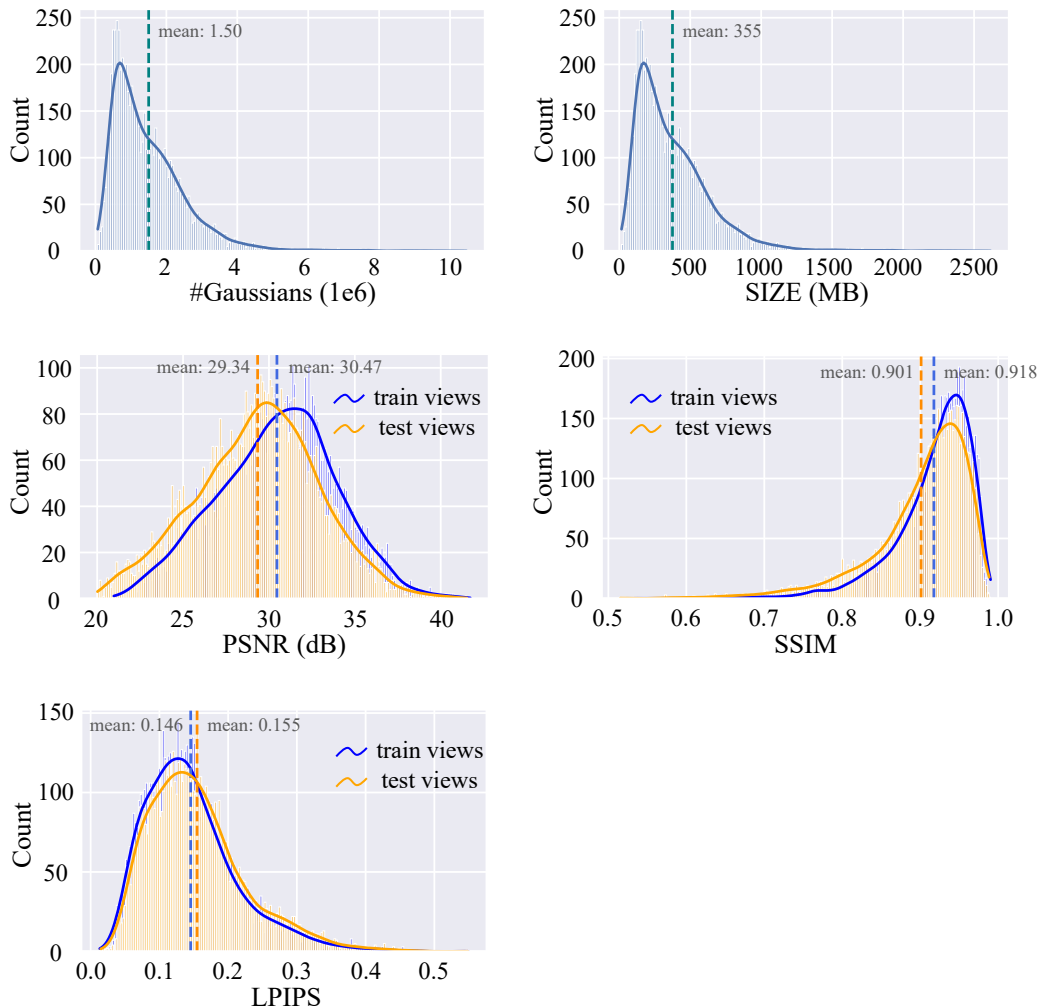 250
200
150
100
50
0
Count
mean: 1.50
0 2 4 6 8 10
#Gaussians (1e6)
250
200
150
100
50
0
Count
mean: 355
0 500 1000 1500 2000 2500
SIZE (MB)
100
80
60
40
20
0
Count
mean: 29.34 mean: 30.47
train views
test views
20 25 30 35 40
PSNR (dB)
200
150
100
50
0
Count
mean: 0.901 mean: 0.918
train views
test views
0.5 0.6 0.7 0.8 0.9 1.0
SSIM
150
100
50
0
Count
mean: 0.146 mean: 0.155
train views
test views
0.0 0.1 0.2 0.3 0.4 0.5
LPIPS